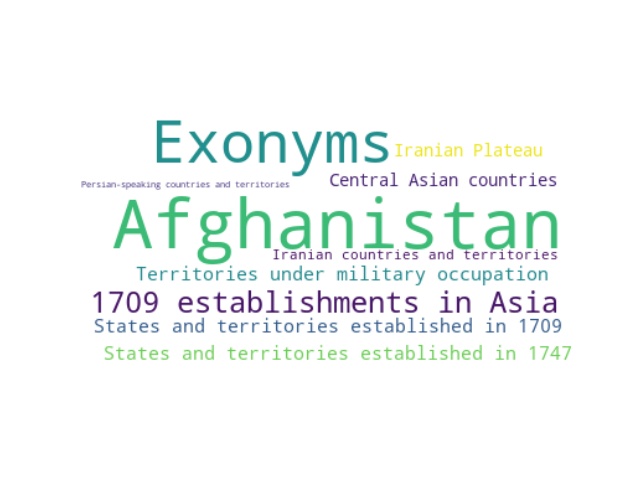 Exonyms
Iranian Plateau
Central Asian countries
Persian-speaking countries and territories
Afghanistan
Iranian countries and territories
Territories under military occupation
1709 establishments in Asia
States and territories established in 1709
States and territories established in 1747